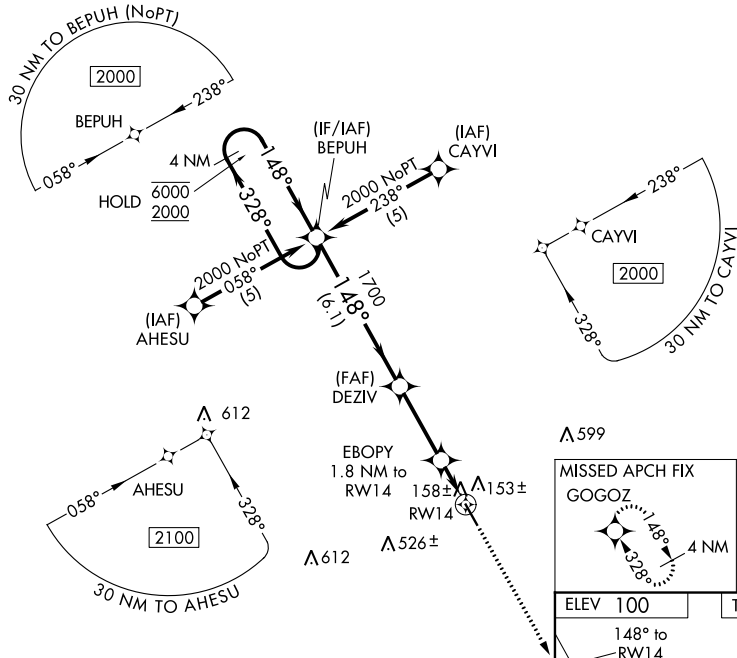 30 NM TO BEPUH (NoPT)
2000
238°
BEPUH
058°
(IF/IAF)
BEPUH
(IAF)
CAYVI
4 NM
148°
HOLD 6000
2000
328°
2000 NoPT
238°
(5)
2000 NoPT
058°
(5)
(IAF)
AHESU
1700
148°
(6.1)
238°
CAYVI
2000
328°
30 NM TO CAYVI
(FAF)
DEZIV
612
AHESU
058°
328°
2100
30 NM TO AHESU
EBOPY
1.8 NM to
RW14
158±
153±
RW14
599
612
526±
MISSED APCH FIX
GOGOZ
148°
4 NM
328°
ELEV 100
T
148° to
RW14